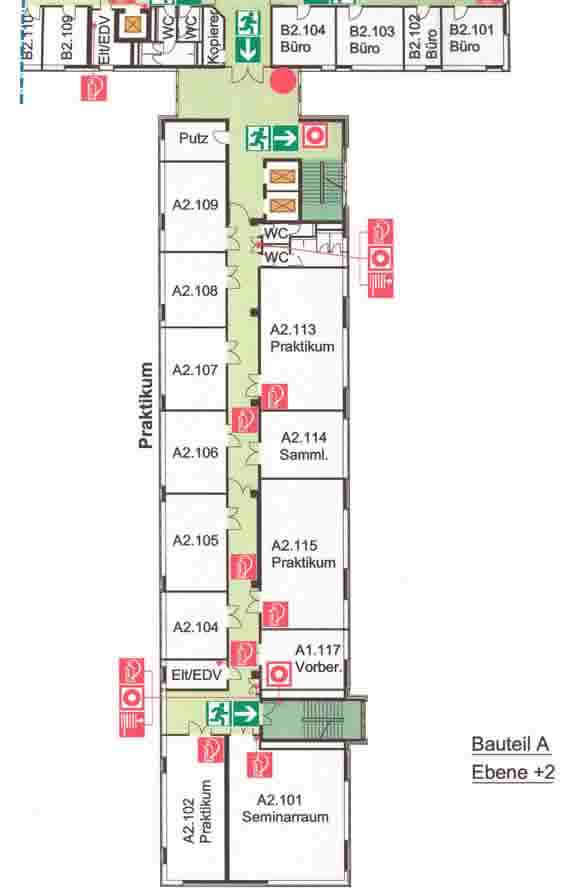 B2.110
B2.109
Elt/EDV
WC
WC
Kopierer
B2.104
Büro
B2.103
Büro
B2.102
Büro
B2.101
Büro
Putz
A2.109
WC
WC
A2.108
A2.113
Praktikum
A2.107
Praktikum
A2.114
Samml.
A2.106
A2.105
A2.115
Praktikum
A2.104
A1.117
Vorber.
Elt/EDV
Bauteil A
Ebene +2
A2.102
Praktikum
A2.101
Seminarraum